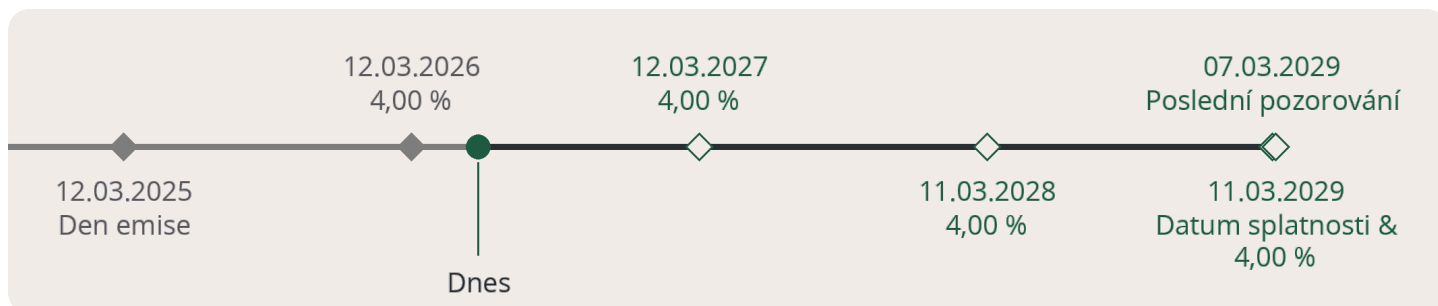 12.03.2025
Den emise
12.03.2026
4,00 %
Dnes
12.03.2027
4,00 %
11.03.2028
4,00 %
07.03.2029
Poslední pozorování
11.03.2029
Datum splatnosti &
4,00 %